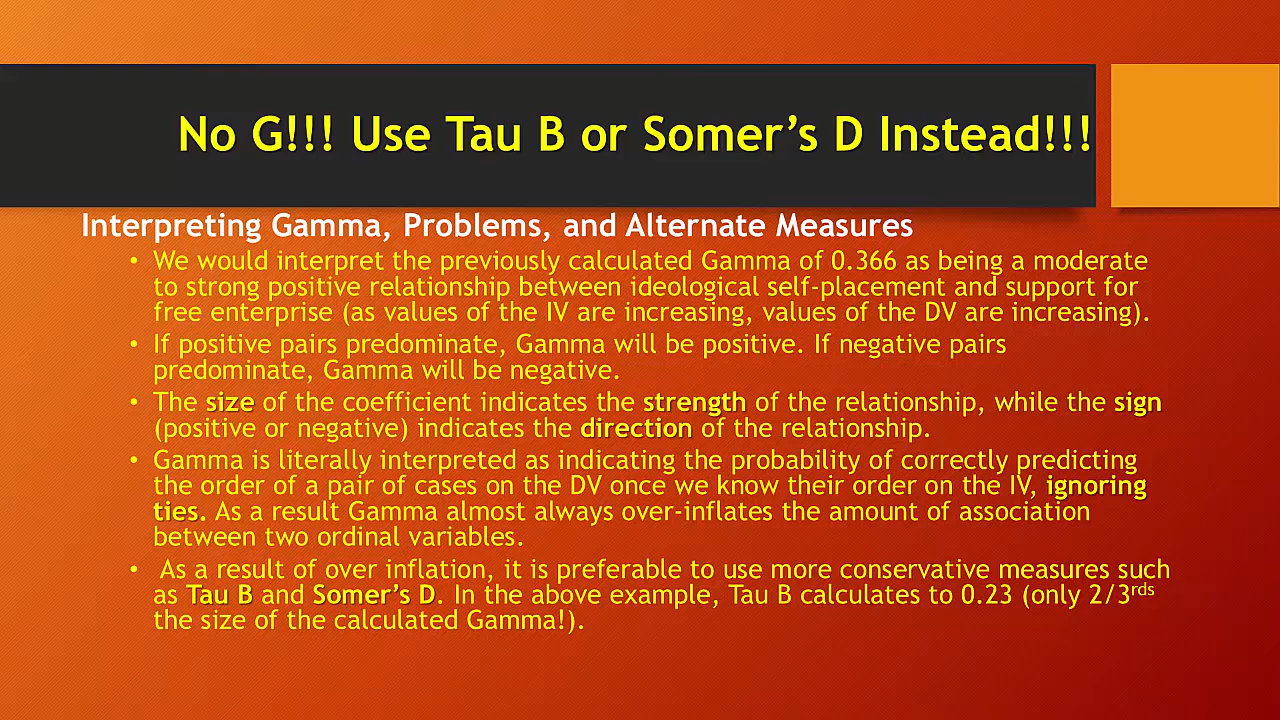 No G!!! Use Tau B or Somer’s D Instead!!!
Interpreting Gamma, Problems, and Alternate Measures
• We would interpret the previously calculated Gamma of 0.366 as being a moderate
to strong positive relationship between ideological self-placement and support for
free enterprise (as values of the IV are increasing, values of the DV are increasing).
• If positive pairs predominate, Gamma will be positive. If negative pairs
predominate, Gamma will be negative.
• The size of the coefficient indicates the strength of the relationship, while the sign
(positive or negative) indicates the direction of the relationship.
• Gamma is literally interpreted as indicating the probability of correctly predicting
the order of a pair of cases on the DV once we know their order on the IV, ignoring
ties. As a result Gamma almost always over-inflates the amount of association
between two ordinal variables.
• As a result of over inflation, it is preferable to use more conservative measures such
as Tau B and Somer’s D. In the above example, Tau B calculates to 0.23 (only 2/3rds
the size of the calculated Gamma!).